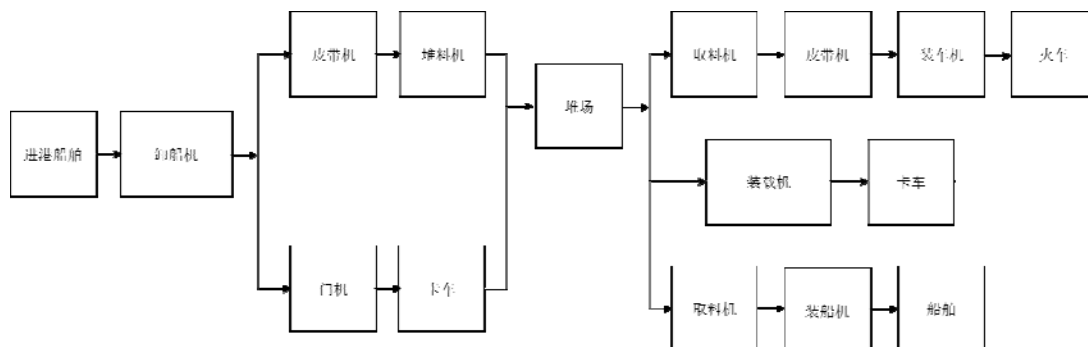 皮带机
堆料机
取料机
皮带机
装车机
火车
堆场
进港船舶
卸船机
装载机
卡车
门机
卡车
取料机
装船机
船舶